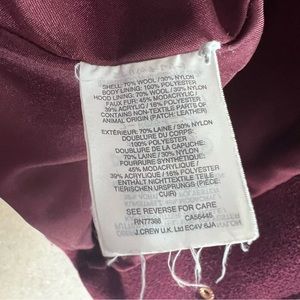 SHELL: 70% WOOL / 30% NYLON
BODY LINING: 100% POLYESTER
HOOD LINING: 70% WOOL / 30% NYLON
FAUX FUR: 45% MODACRYLIC /
39% ACRYLIC / 16% POLYESTER
CONTAINS NON-TEXTILE PARTS OF
ANIMAL ORIGIN (PATCH: LEATHER)
EXTÉRIEUR: 70% LAINE / 30% NYLON
DOUBLURE DU CORPS:
100% POLYESTER
DOUBLURE DE LA CAPUCHE:
70% LAINE / 30% NYLON
FOURRURE SYNTHETIQUE:
45% MODACRYLIQUE /
39% ACRYLIQUE / 16% POLYESTER
ENTHÄLT NICHTTEXTILE TEILE
TIERISCHEN URSPRUNGS (PIÈCE:
CUIR)
SEE REVERSE FOR CARE
RN77388 CA56445
J.CREW U.K. Ltd EC4V 6JA